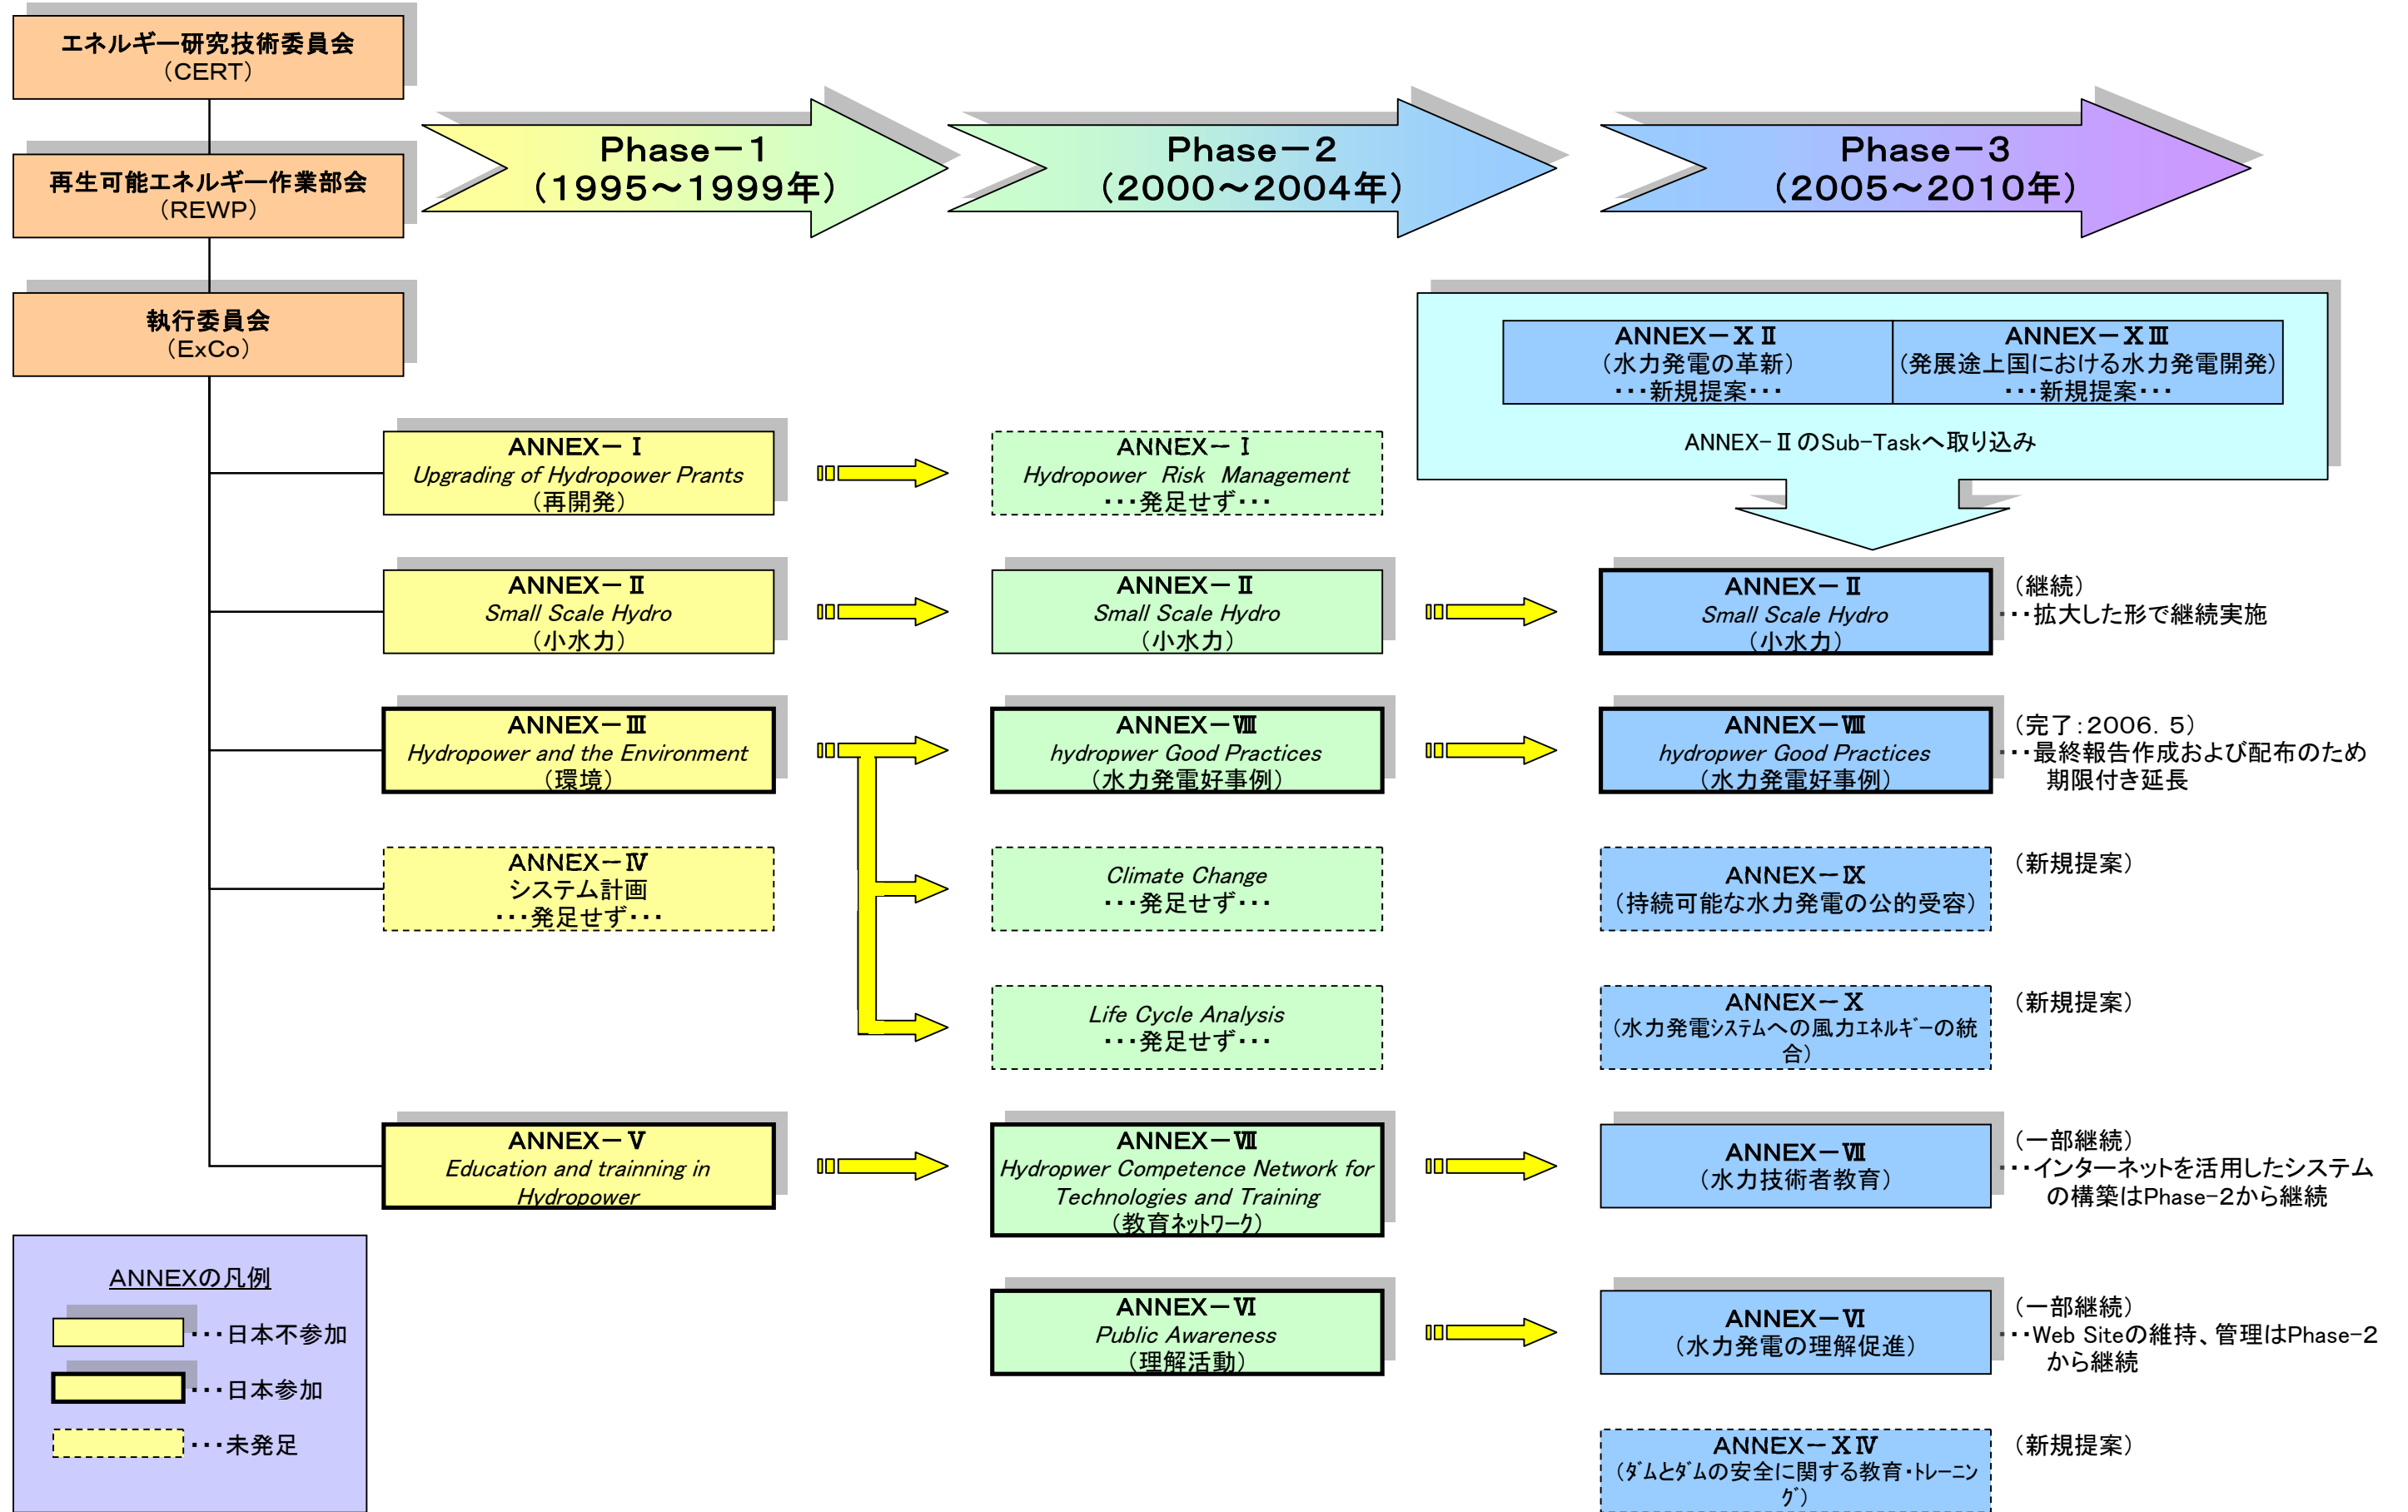 エネルギー研究技術委員会
（CERT）
再生可能エネルギー作業部会
（REWP）
執行委員会
（ExCo）
Phase－1
（1995～1999年）
Phase－2
（2000～2004年）
Phase－3
（2005～2010年）
ANNEX－ⅩⅡ
（水力発電の革新）
・・・新規提案・・・
ANNEX－ⅩⅢ
（発展途上国における水力発電開発）
・・・新規提案・・・
ANNEX-ⅡのSub-Taskへ取り込み
ANNEX－Ⅰ
Upgrading of Hydropower Prants
（再開発）
ANNEX－Ⅰ
Hydropower Risk Management
・・・発足せず・・・
ANNEX－Ⅱ
Small Scale Hydro
（小水力）
ANNEX－Ⅱ
Small Scale Hydro
（小水力）
ANNEX－Ⅱ
Small Scale Hydro
（小水力）
（継続）
・・・拡大した形で継続実施
ANNEX－Ⅲ
Hydropower and the Environment
（環境）
ANNEX－Ⅷ
hydropwer Good Practices
（水力発電好事例）
ANNEX－Ⅷ
hydropwer Good Practices
（水力発電好事例）
（完了：2006．5）
・・・最終報告作成および配布のため
期限付き延長
ANNEX－Ⅳ
システム計画
・・・発足せず・・・
Climate Change
・・・発足せず・・・
ANNEX－Ⅸ
（持続可能な水力発電の公的受容）
（新規提案）
Life Cycle Analysis
・・・発足せず・・・
ANNEX－Ⅹ
（水力発電ｼｽﾃﾑへの風力ｴﾈﾙｷﾞｰの統
合）
（新規提案）
ANNEX－Ⅴ
Education and trainning in
Hydropower
ANNEX－Ⅶ
Hydropwer Competence Network for
Technologies and Training
（教育ﾈｯﾄﾜｰｸ）
ANNEX－Ⅶ
（水力技術者教育）
（一部継続）
・・・インターネットを活用したシステム
の構築はPhase-2から継続
ANNEX－Ⅵ
Public Awareness
（理解活動）
ANNEX－Ⅵ
（水力発電の理解促進）
（一部継続）
・・・Web Siteの維持、管理はPhase-2
から継続
ANNEX－ⅩⅣ
（ﾀﾞﾑとﾀﾞﾑの安全に関する教育・ﾄﾚｰﾆﾝ
ｸﾞ）
（新規提案）
ANNEXの凡例
・・・日本不参加
・・・日本参加
・・・未発足